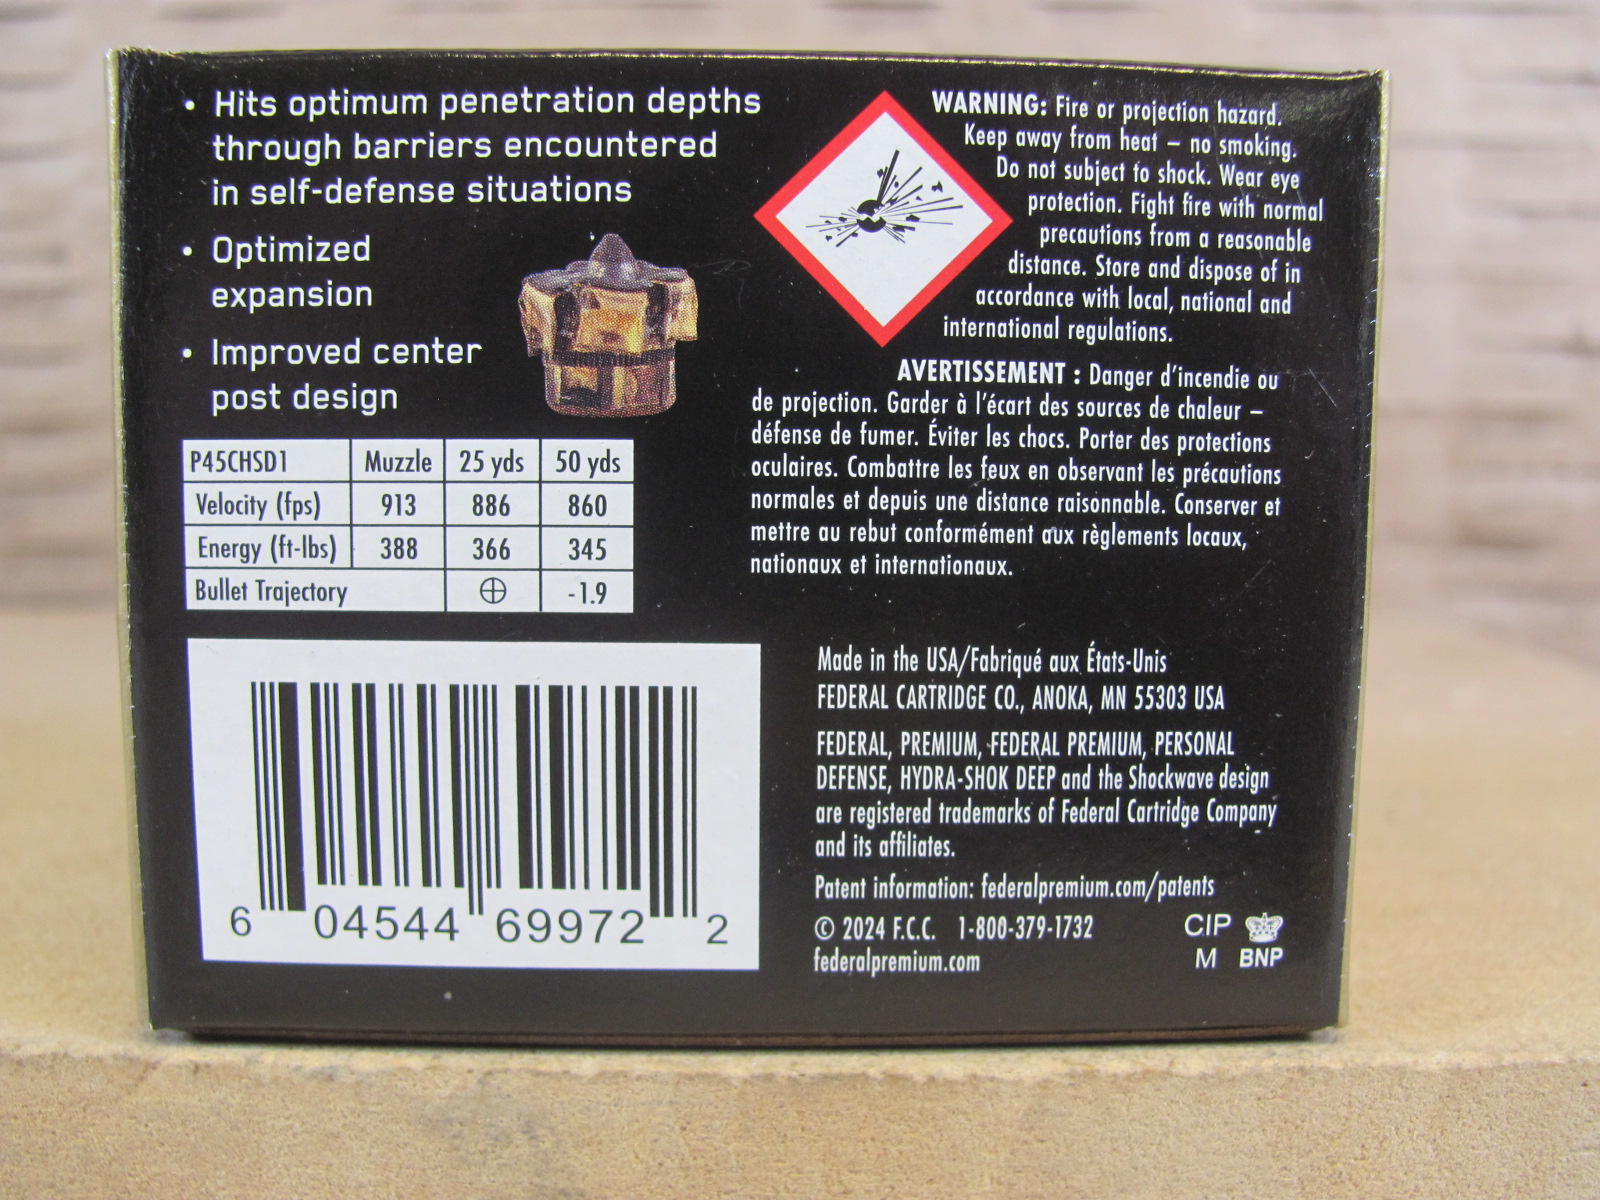 • Hits optimum penetration depths
through barriers encountered
in self-defense situations
• Optimized
expansion
• Improved center
post design
P45CHSD1 Muzzle 25 yds 50 yds
Velocity (fps) 913 886 860
Energy (ft-lbs) 388 366 345
Bullet Trajectory ⊕ -1.9
6 04544 69972 2
WARNING: Fire or projection hazard.
Keep away from heat – no smoking.
Do not subject to shock. Wear eye
protection. Fight fire with normal
precautions from a reasonable
distance. Store and dispose of in
accordance with local, national and
international regulations.
AVERTISSEMENT : Danger d'incendie ou
de projection. Garder à l'écart des sources de chaleur –
défense de fumer. Éviter les chocs. Porter des protections
oculaires. Combattre les feux en observant les précautions
normales et depuis une distance raisonnable. Conserver et
mettre au rebut conformément aux règlements locaux,
nationaux et internationaux.
Made in the USA/Fabriqué aux États-Unis
FEDERAL CARTRIDGE CO., ANOKA, MN 55303 USA
FEDERAL, PREMIUM, FEDERAL PREMIUM, PERSONAL
DEFENSE, HYDRA-SHOK DEEP and the Shockwave design
are registered trademarks of Federal Cartridge Company
and its affiliates.
Patent information: federalpremium.com/patents
© 2024 F.C.C. 1-800-379-1732
federalpremium.com
CIP
M BNP